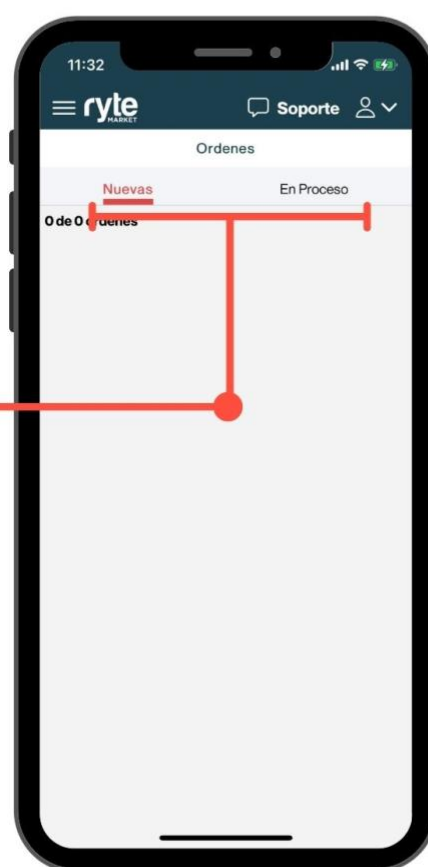 11:32
ryte
MARKET
Soporte
Ordenes
Nuevas
En Proceso
0 de 0 ordenes